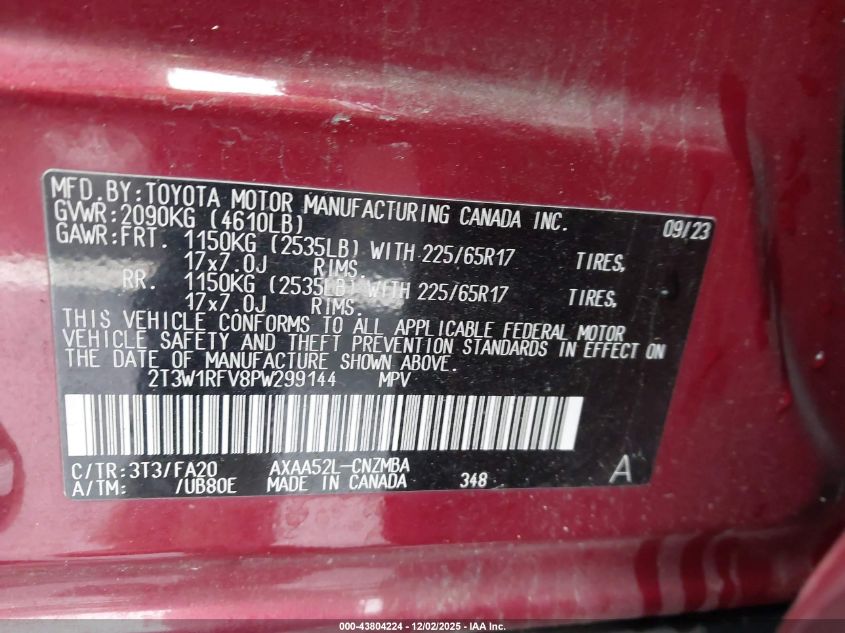 MFD. BY: TOYOTA MOTOR MANUFACTURING CANADA INC.
GVWR: 2090KG (4610LB) 09/23
GAWR: FRT. 1150KG (2535LB) WITH 225/65R17 TIRES,
17x7.0J RIMS.
RR. 1150KG (2535LB) WITH 225/65R17 TIRES,
17x7.0J RIMS.
THIS VEHICLE CONFORMS TO ALL APPLICABLE FEDERAL MOTOR
VEHICLE SAFETY AND THEFT PREVENTION STANDARDS IN EFFECT ON
THE DATE OF MANUFACTURE SHOWN ABOVE.
2T3W1RFV8PW299144 MPV
C/TR: 3T3/FA20 AXAA52L-CNZMBA
A/TM: /UB80E MADE IN CANADA 348 A
000-43804224 - 12/02/2025 - IAA Inc.